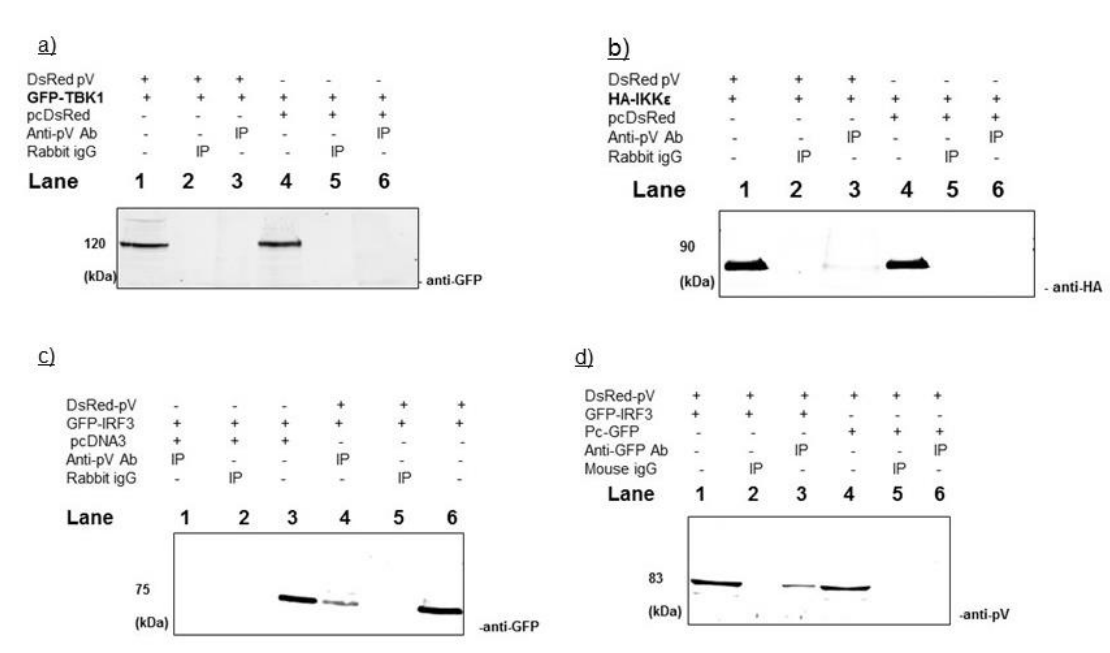 a)
DsRed pV + + + - - -
GFP-TBK1 + + + + + +
pcDsRed - - - + + +
Anti-pV Ab - - IP - - IP
Rabbit igG - IP - - IP -
Lane 1 2 3 4 5 6
120
(kDa)
- anti-GFP
b)
DsRed pV + + + - - -
HA-IKKε + + + + + +
pcDsRed - - - + + +
Anti-pV Ab - - IP - - IP
Rabbit igG - IP - - IP -
Lane 1 2 3 4 5 6
90
(kDa)
- anti-HA
c)
DsRed-pV - - - + + +
GFP-IRF3 + + + + + +
pcDNA3 + + + - - -
Anti-pV Ab IP - - IP - -
Rabbit igG - IP - - IP -
Lane 1 2 3 4 5 6
75
(kDa)
-anti-GFP
d)
DsRed-pV + + + + + +
GFP-IRF3 + + + - - -
Pc-GFP - - - + + +
Anti-GFP Ab - - IP - - IP
Mouse igG - IP - - IP -
Lane 1 2 3 4 5 6
83
(kDa)
-anti-pV